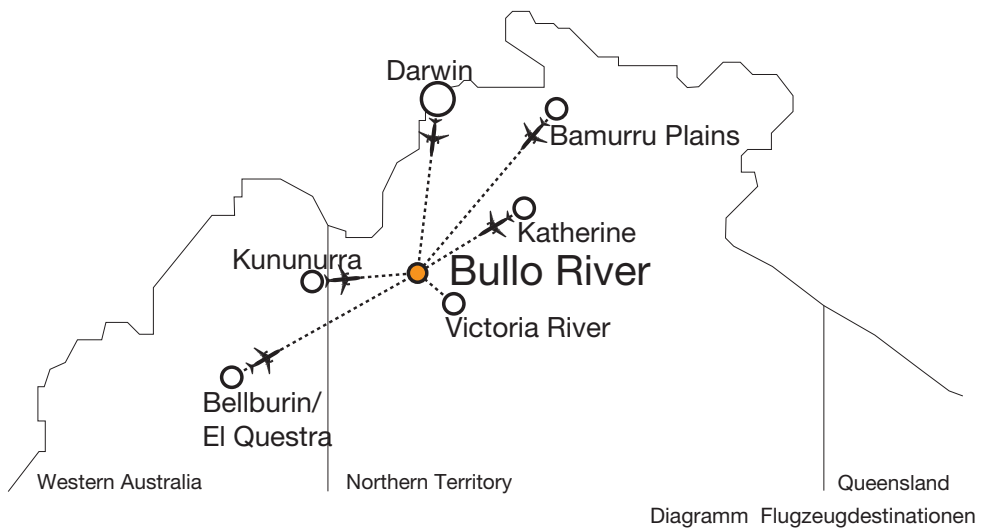 Darwin
Bamurru Plains
Katherine
Kununurra
Bullo River
Victoria River
Bellburin/
El Questra
Western Australia
Northern Territory
Queensland
Diagramm Flugzeugdestinationen